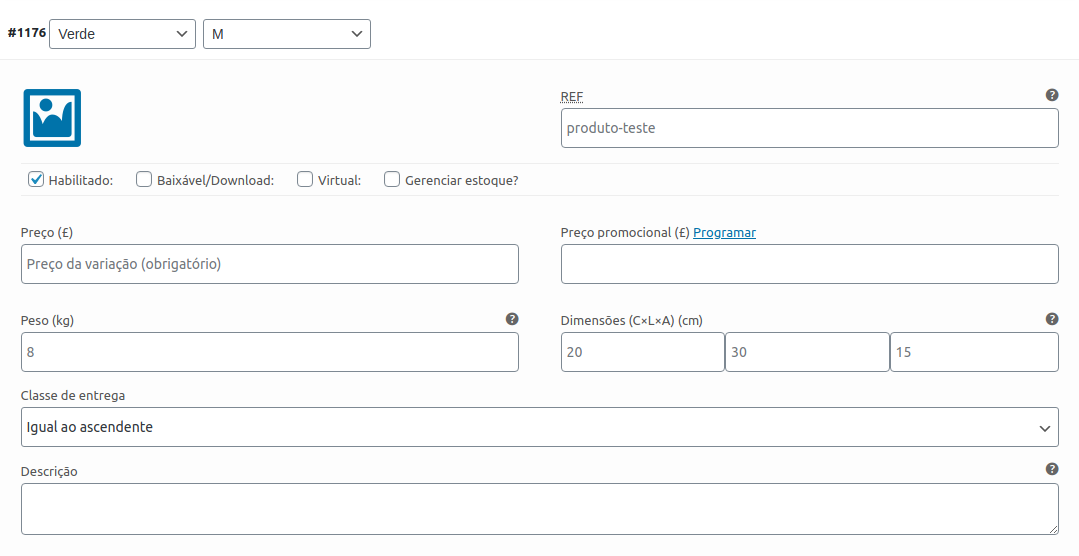 #1176 Verde M
REF ?
produto-teste
Habilitado: Baixável/Download: Virtual: Gerenciar estoque?
Preço (£) Preço promocional (£) Programar
Preço da variação (obrigatório)
Peso (kg) ? Dimensões (C×L×A) (cm) ?
8 20 30 15
Classe de entrega
Igual ao ascendente
Descrição ?